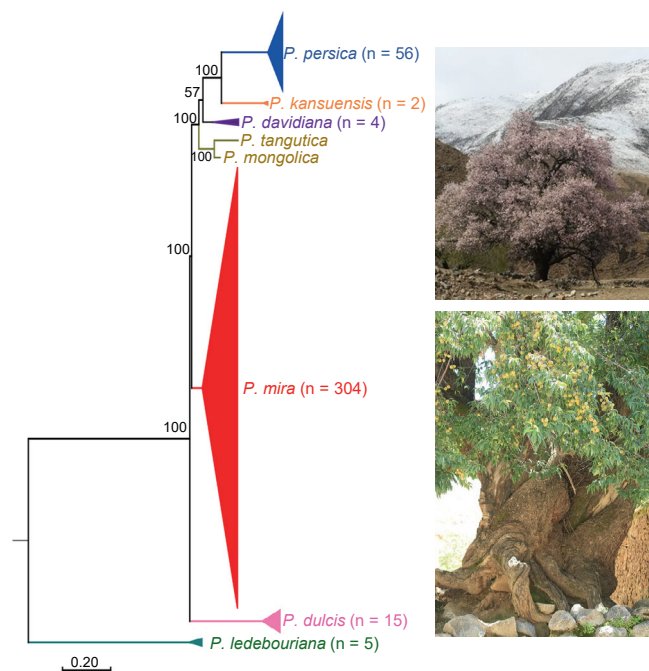 100
P. persica (n = 56)
57
P. kansuensis (n = 2)
100
P. davidiana (n = 4)
P. tangutica
100
P. mongolica
100
P. mira (n = 304)
100
P. dulcis (n = 15)
P. ledebouriana (n = 5)
0.20